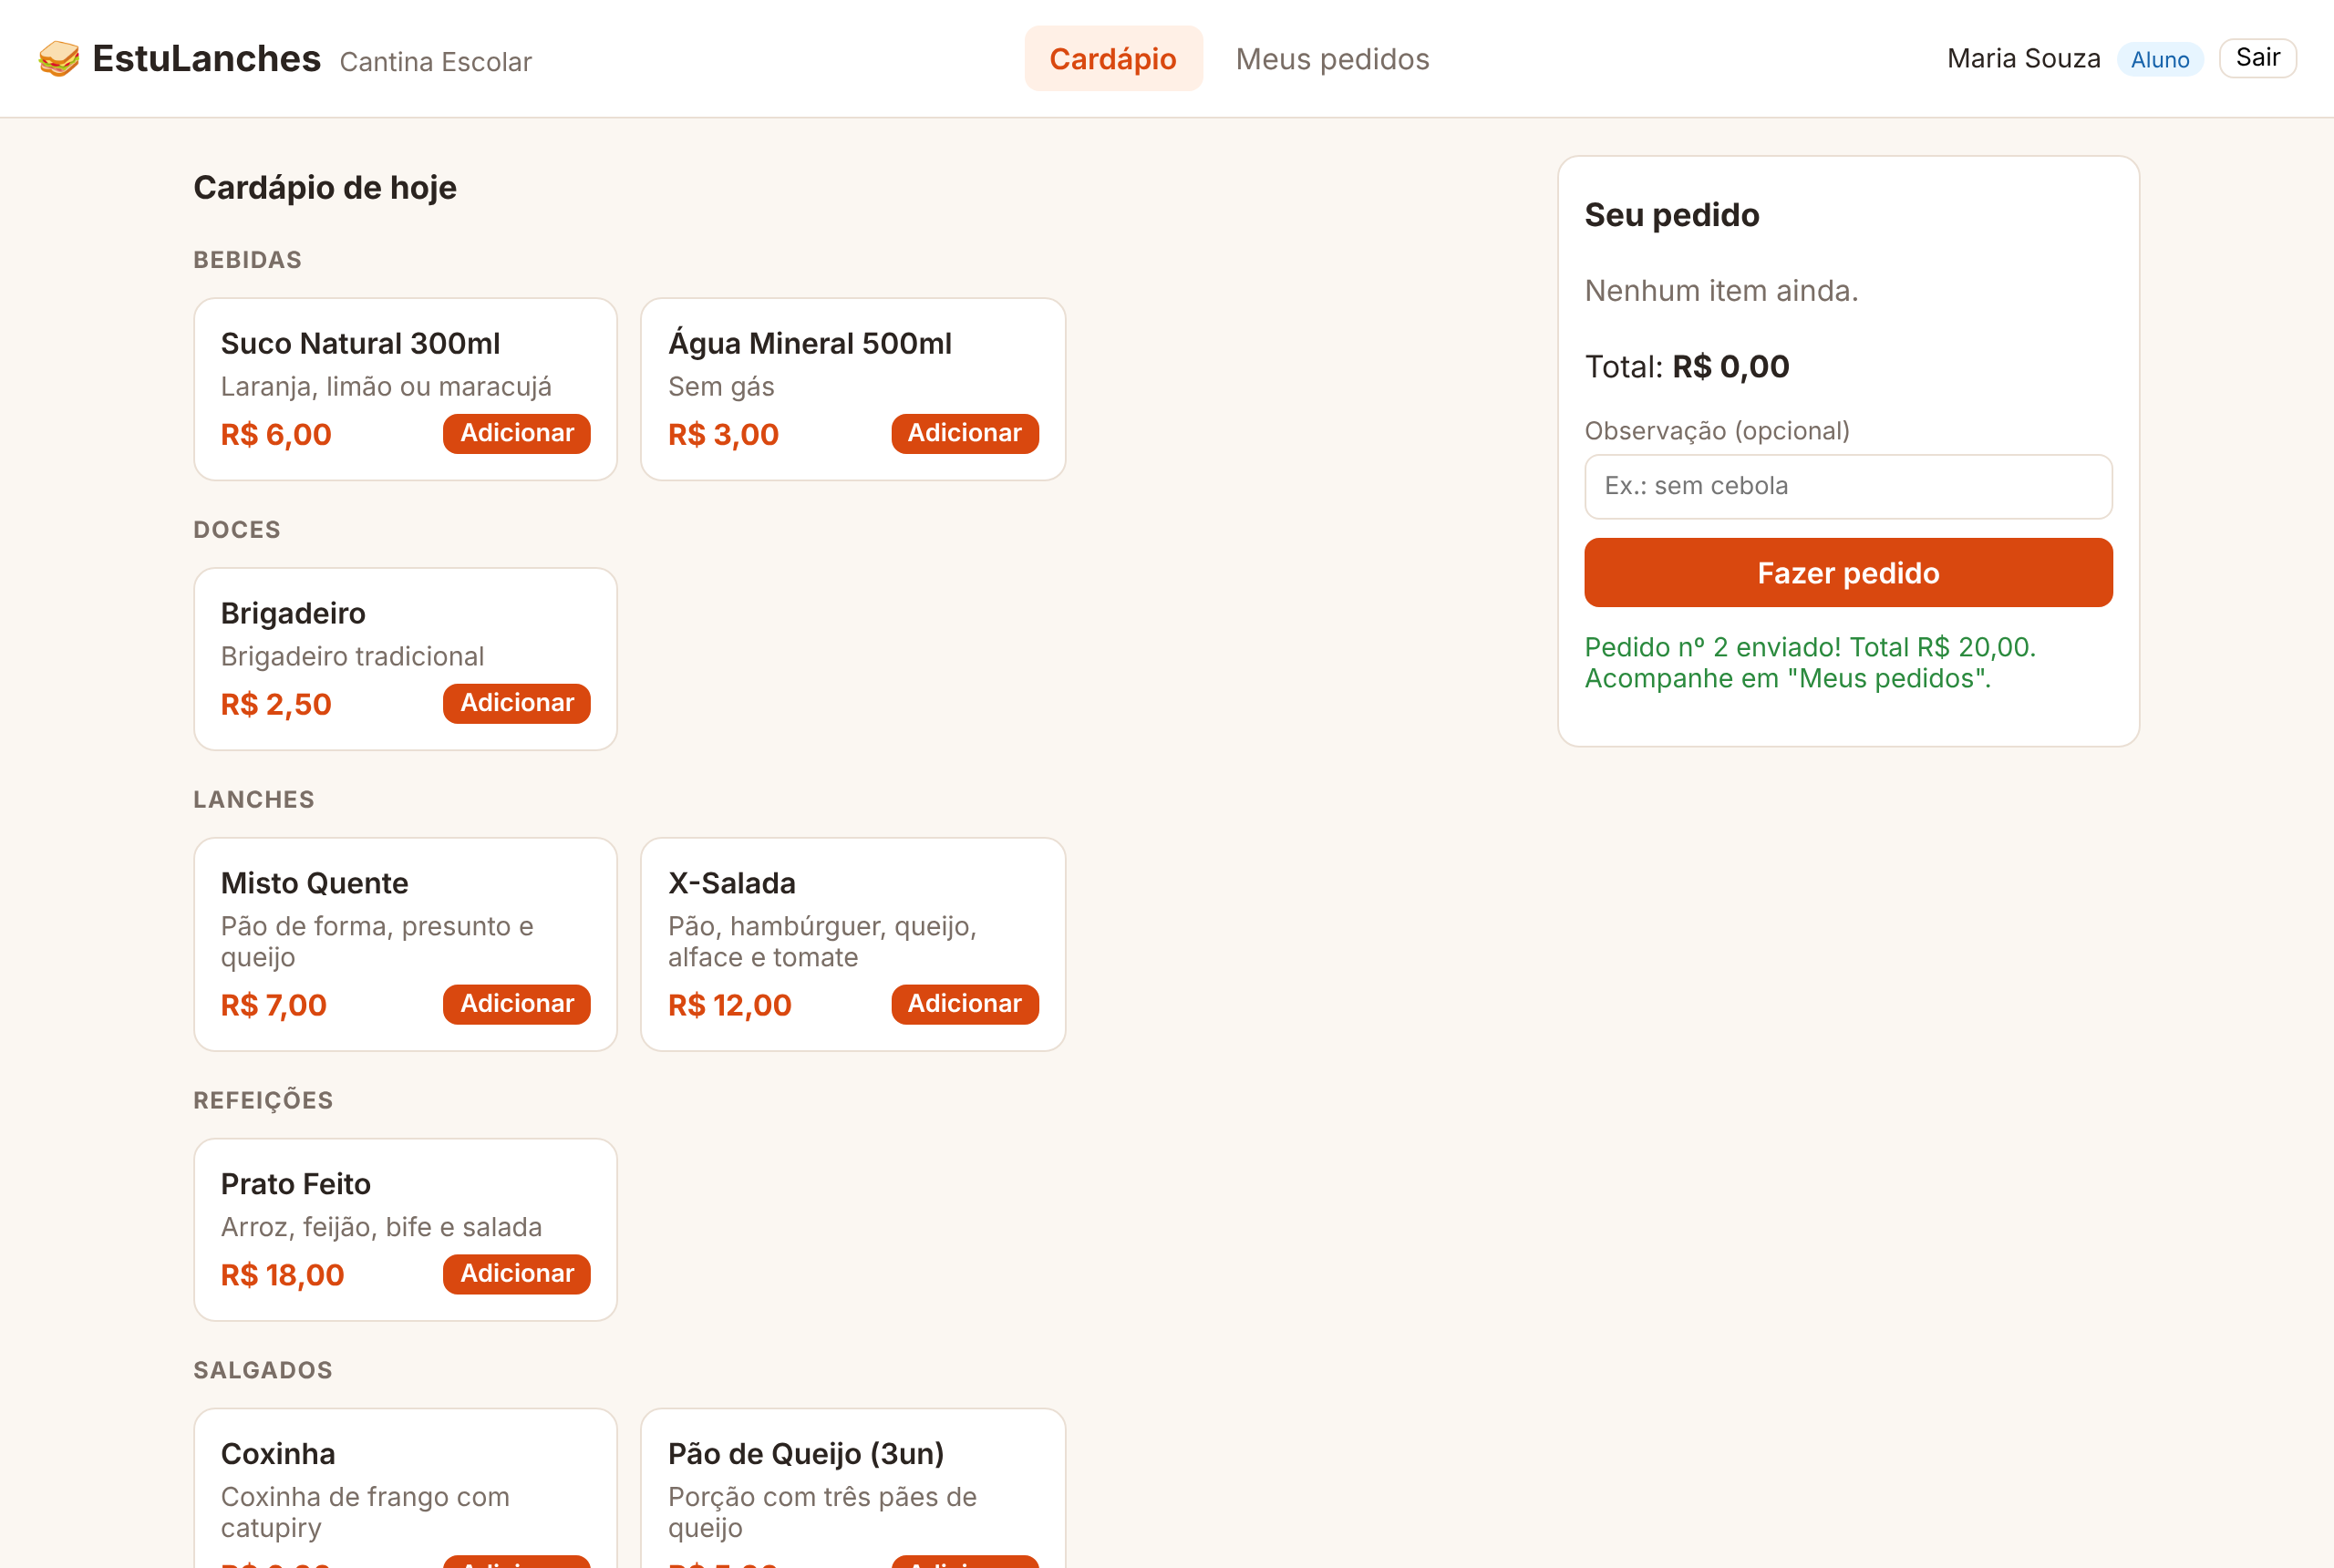 EstuLanches Cantina Escolar
Cardápio
Meus pedidos
Maria Souza
Aluno
Sair
Cardápio de hoje
BEBIDAS
Suco Natural 300ml
Laranja, limão ou maracujá
R$ 6,00
Adicionar
Água Mineral 500ml
Sem gás
R$ 3,00
Adicionar
DOCES
Brigadeiro
Brigadeiro tradicional
R$ 2,50
Adicionar
LANCHES
Misto Quente
Pão de forma, presunto e
queijo
R$ 7,00
Adicionar
X-Salada
Pão, hambúrguer, queijo,
alface e tomate
R$ 12,00
Adicionar
REFEIÇÕES
Prato Feito
Arroz, feijão, bife e salada
R$ 18,00
Adicionar
SALGADOS
Coxinha
Coxinha de frango com
catupiry
Adicionar
Pão de Queijo (3un)
Porção com três pães de
queijo
Adicionar
Seu pedido
Nenhum item ainda.
Total: R$ 0,00
Observação (opcional)
Ex.: sem cebola
Fazer pedido
Pedido nº 2 enviado! Total R$ 20,00.
Acompanhe em "Meus pedidos".